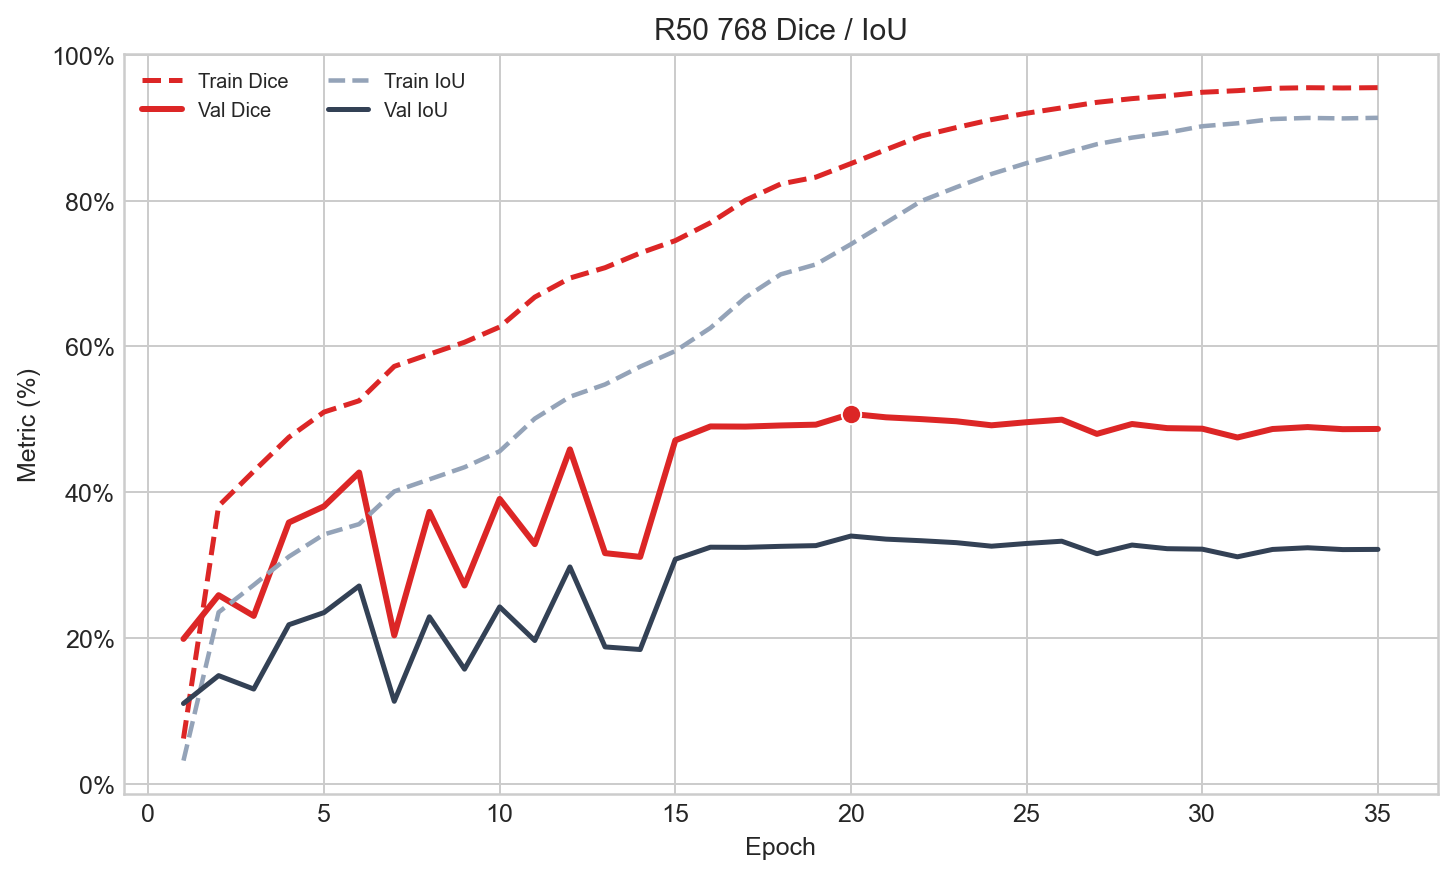 R50 768 Dice / IoU
100%
80%
60%
40%
20%
0%
Metric (%)
Train Dice
Val Dice
Train IoU
Val IoU
0 5 10 15 20 25 30 35
Epoch